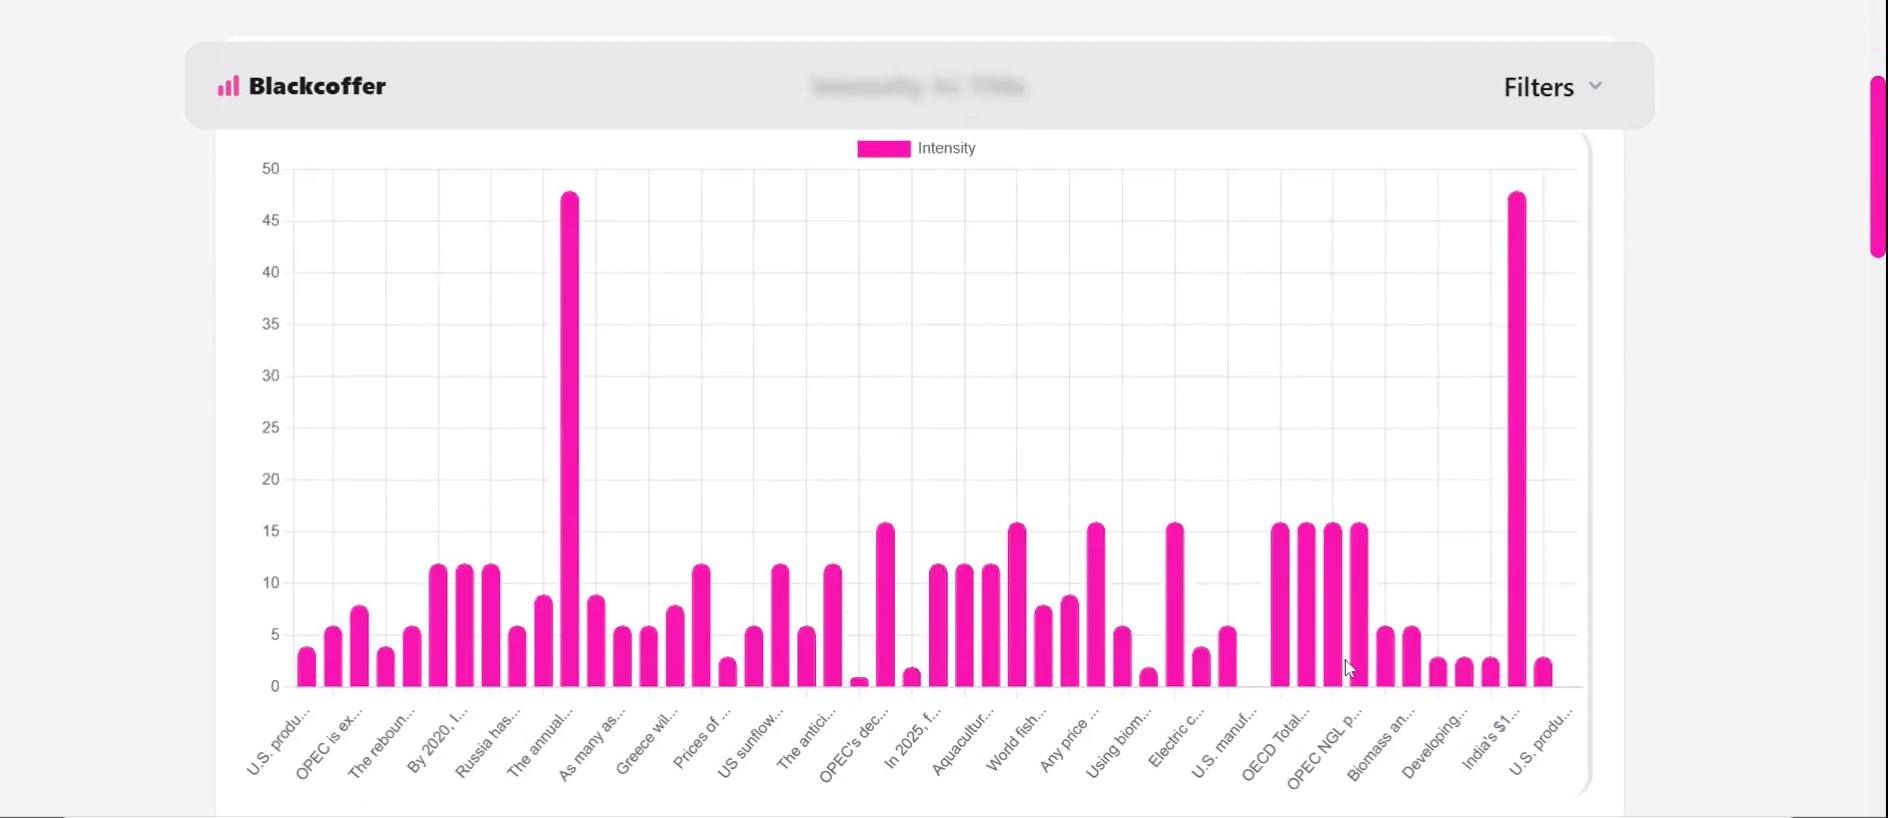 Blackcoffer
Intensity Vs Title
Filters
Intensity
50
45
40
35
30
25
20
15
10
5
0
U.S. produ...
OPEC is ex...
The reboun...
By 2020, I...
Russia has...
The annual...
As many as...
Greece wil...
Prices of ...
US sunflow...
The antici...
OPEC's dec...
In 2025, f...
Aquacultur...
World fish...
Any price ...
Using biom...
Electric c...
U.S. manuf...
OECD Total...
OPEC NGL p...
Biomass an...
Developing...
India's $1...
U.S. produ...